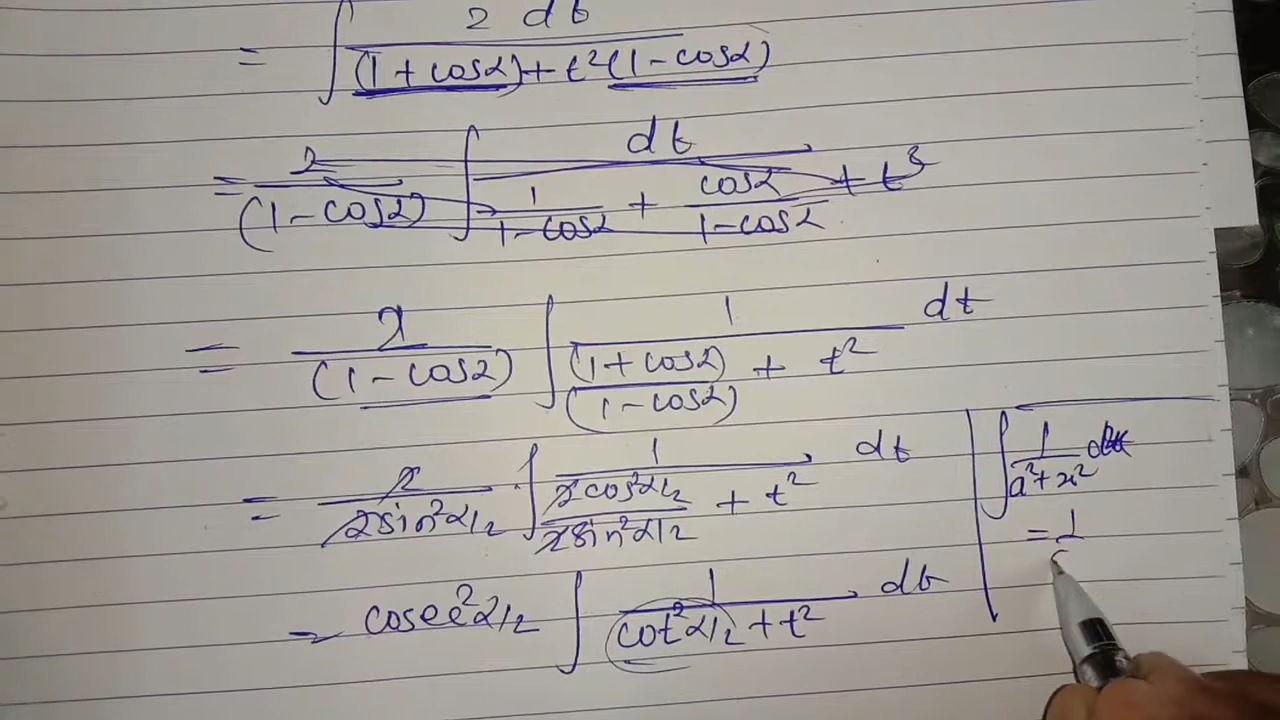 = ∫ 2 dt / (1 + cosα) + t² (1 - cosα)
= 2 / (1 - cosα) ∫ dt / 1/(1 - cosα) + cosα/(1 - cosα) + t²
= 2 / (1 - cosα) ∫ 1 / (1 + cosα)/(1 - cosα) + t² dt
= 2 / 2sin²α/2 · ∫ 1 / 2cos²α/2 / 2sin²α/2 + t² dt
= cosec²α/2 ∫ 1 / cot²α/2 + t² dt
∫ 1 / a² + x² dx
= 1